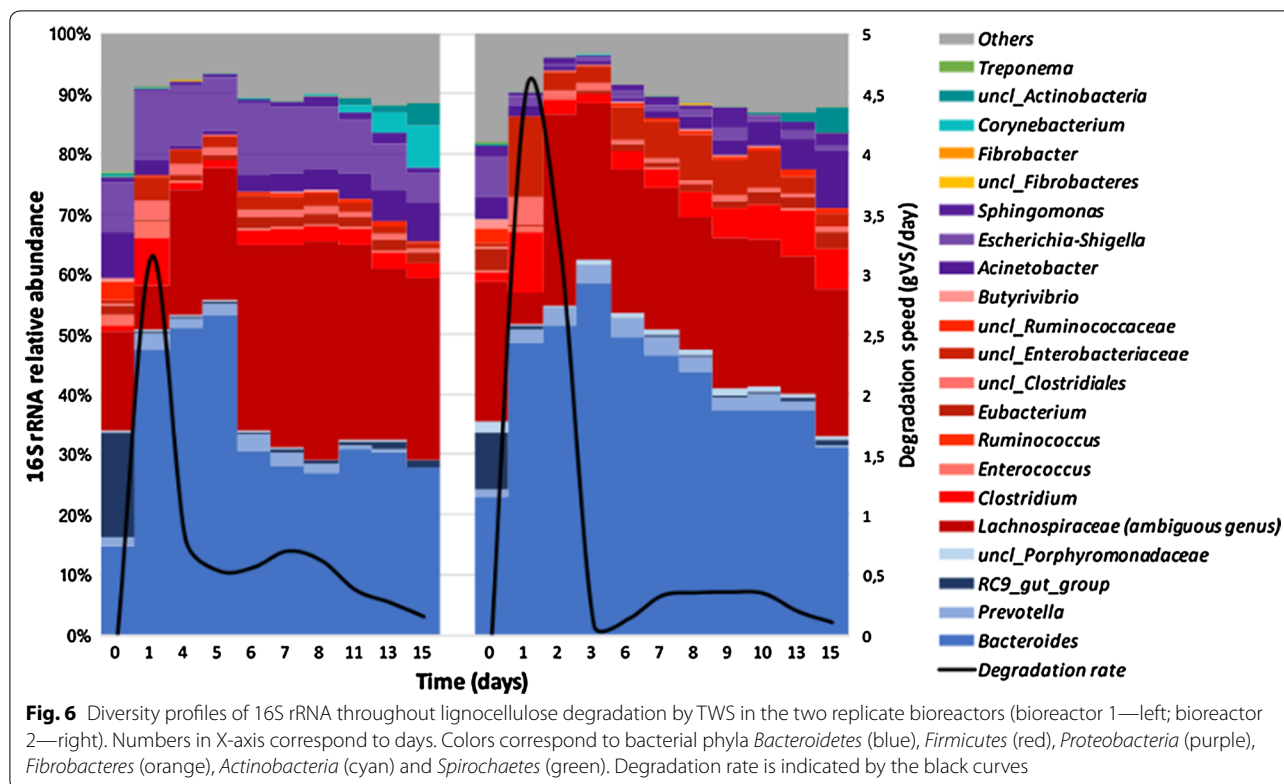 16S rRNA relative abundance
100%
90%
80%
70%
60%
50%
40%
30%
20%
10%
0%
0 1 4 5 6 7 8 11 13 15
0 1 2 3 6 7 8 9 10 13 15
Time (days)
5
4,5
4
3,5
3
2,5
2
1,5
1
0,5
0
Degradation speed (gVS/day)
Others
Treponema
uncl_Actinobacteria
Corynebacterium
Fibrobacter
uncl_Fibrobacteres
Sphingomonas
Escherichia-Shigella
Acinetobacter
Butyrivibrio
uncl_Ruminococcaceae
uncl_Enterobacteriaceae
uncl_Clostridiales
Eubacterium
Ruminococcus
Enterococcus
Clostridium
Lachnospiraceae (ambiguous genus)
uncl_Porphyromonadaceae
RC9_gut_group
Prevotella
Bacteroides
Degradation rate
Fig. 6 Diversity profiles of 16S rRNA throughout lignocellulose degradation by TWS in the two replicate bioreactors (bioreactor 1—left; bioreactor
2—right). Numbers in X-axis correspond to days. Colors correspond to bacterial phyla Bacteroidetes (blue), Firmicutes (red), Proteobacteria (purple),
Fibrobacteres (orange), Actinobacteria (cyan) and Spirochaetes (green). Degradation rate is indicated by the black curves